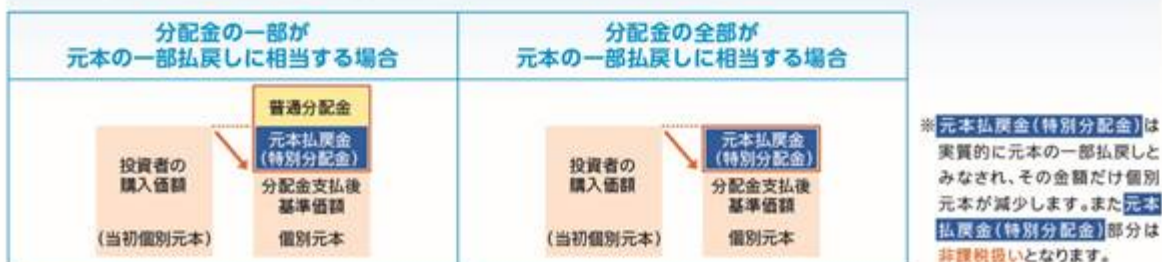 分配金の一部が
元本の一部払戻しに相当する場合
普通分配金
元本払戻金
(特別分配金)
投資者の
購入価額
分配金支払後
基準価額
(当初個別元本)
個別元本
分配金の全部が
元本の一部払戻しに相当する場合
元本払戻金
(特別分配金)
投資者の
購入価額
分配金支払後
基準価額
(当初個別元本)
個別元本
※元本払戻金(特別分配金)は
実質的に元本の一部払戻しと
みなされ、その金額だけ個別
元本が減少します。また元本
払戻金(特別分配金)部分は
非課税扱いとなります。